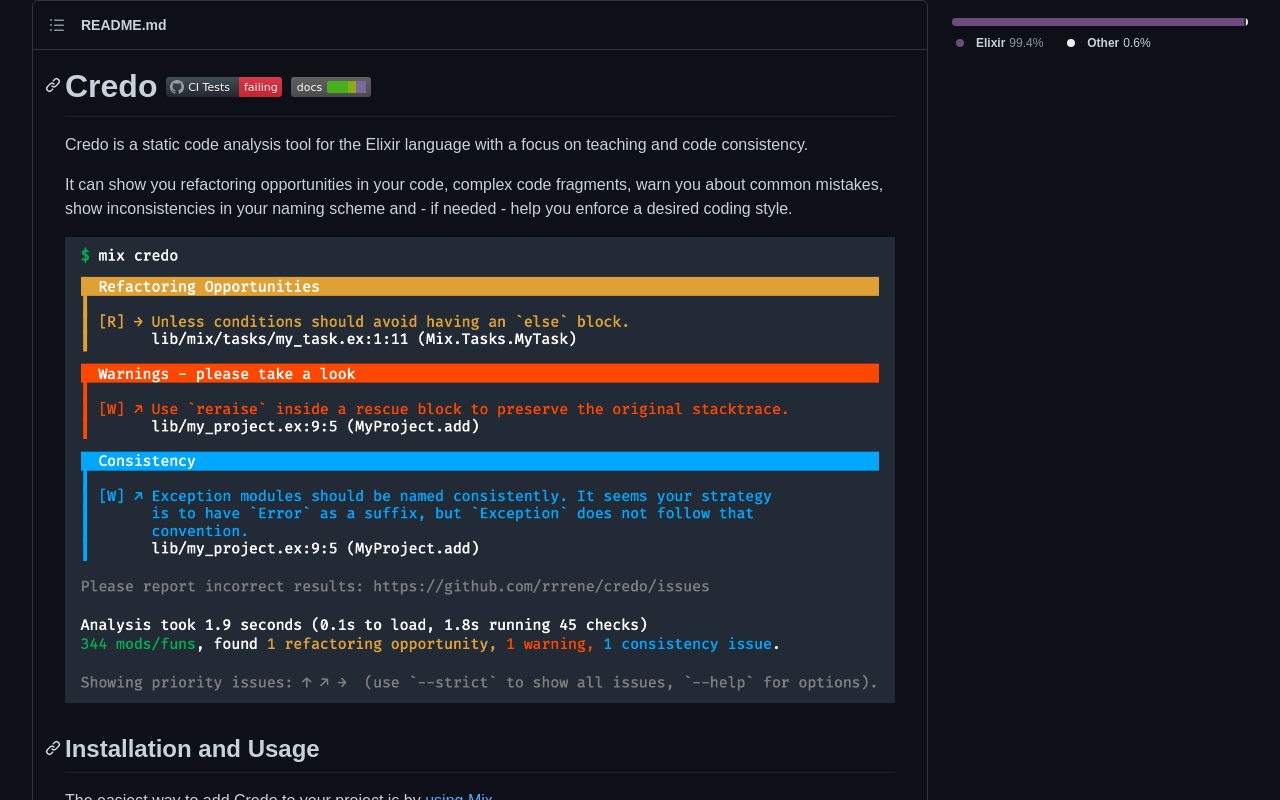 README.md
Elixir 99.4% Other 0.6%
Credo CI Tests failing docs
Credo is a static code analysis tool for the Elixir language with a focus on teaching and code consistency.
It can show you refactoring opportunities in your code, complex code fragments, warn you about common mistakes,
show inconsistencies in your naming scheme and - if needed - help you enforce a desired coding style.
$ mix credo
Refactoring Opportunities
[R] → Unless conditions should avoid having an `else` block.
lib/mix/tasks/my_task.ex:1:11 (Mix.Tasks.MyTask)
Warnings - please take a look
[W] ↗ Use `reraise` inside a rescue block to preserve the original stacktrace.
lib/my_project.ex:9:5 (MyProject.add)
Consistency
[W] ↗ Exception modules should be named consistently. It seems your strategy
is to have `Error` as a suffix, but `Exception` does not follow that
convention.
lib/my_project.ex:9:5 (MyProject.add)
Please report incorrect results: https://github.com/rrrene/credo/issues
Analysis took 1.9 seconds (0.1s to load, 1.8s running 45 checks)
344 mods/funs, found 1 refactoring opportunity, 1 warning, 1 consistency issue.
Showing priority issues: ↑ ↗ → (use `--strict` to show all issues, `--help` for options).
Installation and Usage
The easiest way to add Credo to your project is by using Mix.